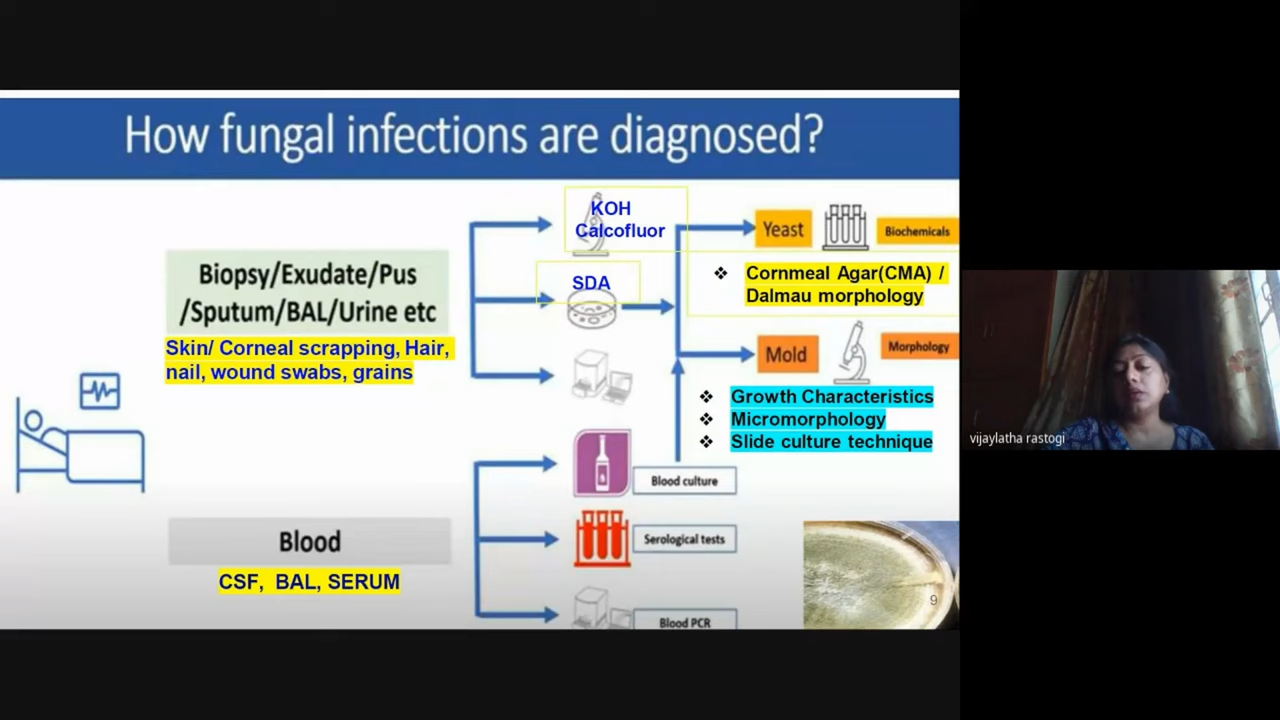 How fungal infections are diagnosed?
Biopsy/Exudate/Pus
/Sputum/BAL/Urine etc
Skin/ Corneal scrapping, Hair,
nail, wound swabs, grains
KOH
Calcofluor
SDA
Yeast
Biochemicals
❖ Cornmeal Agar(CMA) /
Dalmau morphology
Mold
Morphology
❖ Growth Characteristics
❖ Micromorphology
❖ Slide culture technique
Blood
CSF, BAL, SERUM
Blood culture
Serological tests
Blood PCR
9
vijaylatha rastogi